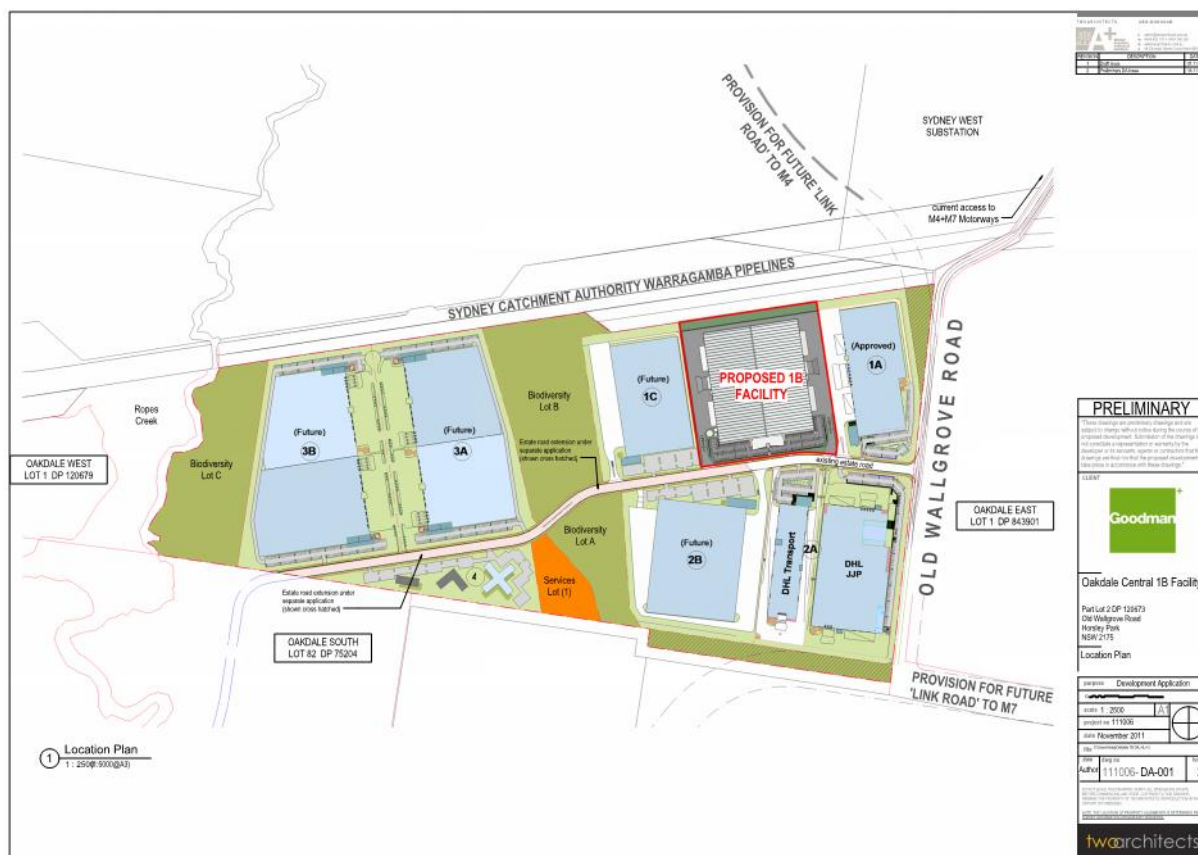 PROVISION FOR FUTURE 'LINK
ROAD' TO M4
SYDNEY WEST
SUBSTATION
current access to
M4+M7 Motorways
SYDNEY CATCHMENT AUTHORITY WARRAGAMBA PIPELINES
OLD WALLGROVE ROAD
(Approved)
1A
PROPOSED 1B
FACILITY
(Future)
1C
Biodiversity
Lot B
(Future)
3B
(Future)
3A
Ropes
Creek
Biodiversity
Lot C
OAKDALE WEST
LOT 1 DP 120679
Estate road extension under
separate application
(shown cross hatched)
existing estate road
OAKDALE EAST
LOT 1 DP 843901
Biodiversity
Lot A
(Future)
2B
DHL Transport
2A
DHL
JJP
Services
Lot (1)
4
Estate road extension under
separate application
(shown cross hatched)
OAKDALE SOUTH
LOT 82 DP 75204
PROVISION FOR FUTURE
'LINK ROAD' TO M7
1
Location Plan
A+
DESCRIPTION
PRELIMINARY
CLIENT
Goodman
Oakdale Central 1B Facility
Part Lot 2 DP 120673
Old Wallgrove Road
Horsley Park
NSW 2175
Location Plan
purpose Development Application
scale 1 : 2500 A1
project no 111006
date November 2011
Author 111006- DA-001
twoarchitects